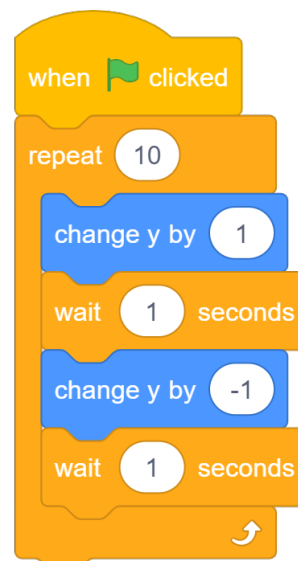 when clicked
repeat 10
change y by 1
wait 1 seconds
change y by -1
wait 1 seconds